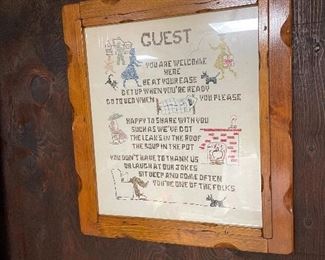 GUEST
YOU ARE WELCOME
HERE
BE AT YOUR EASE
GET UP WHEN YOU'RE READY
GO TO BED WHEN YOU PLEASE
HAPPY TO SHARE WITH YOU
SUCH AS WE'VE GOT
THE LEAKS IN THE ROOF
THE SOUP IN THE POT
YOU DON'T HAVE TO THANK US
OR LAUGH AT OUR JOKES
SIT DEEP AND COME OFTEN
YOU'RE ONE OF THE FOLKS